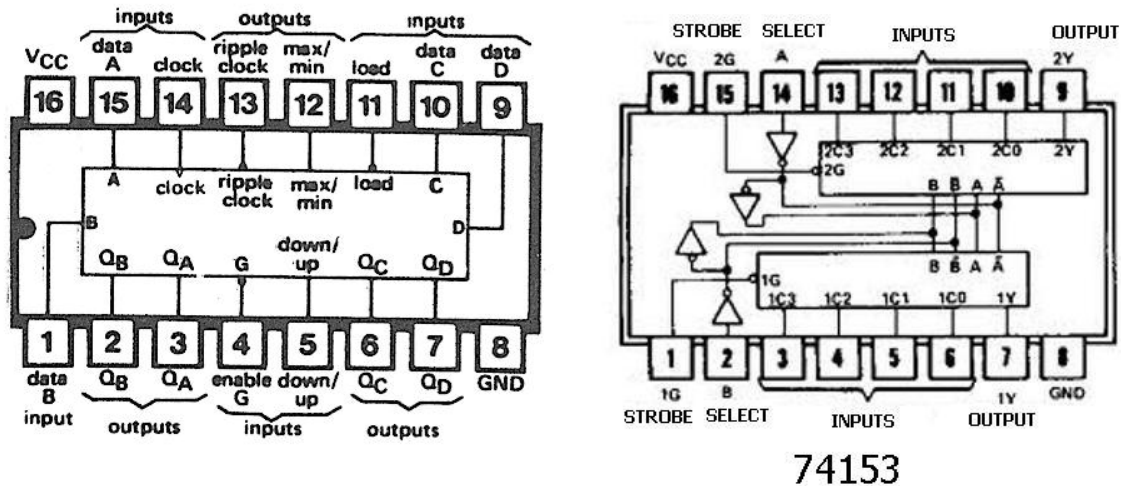 inputs outputs inputs
VCC data A clock ripple clock max/min load data C data D
16 15 14 13 12 11 10 9
A clock ripple clock max/min load C
B D
QB QA G down/up QC QD
1 2 3 4 5 6 7 8
data B input QB QA enable G down/up QC QD GND
outputs inputs outputs
STROBE SELECT INPUTS OUTPUT
VCC 2G A 2Y
16 15 14 13 12 11 10 9
2C3 2C2 2C1 2C0 2Y
2G
B B̄ A Ā
B B̄ A Ā
1G
1C3 1C2 1C1 1C0 1Y
1 2 3 4 5 6 7 8
1G B 1Y GND
STROBE SELECT INPUTS OUTPUT
74153